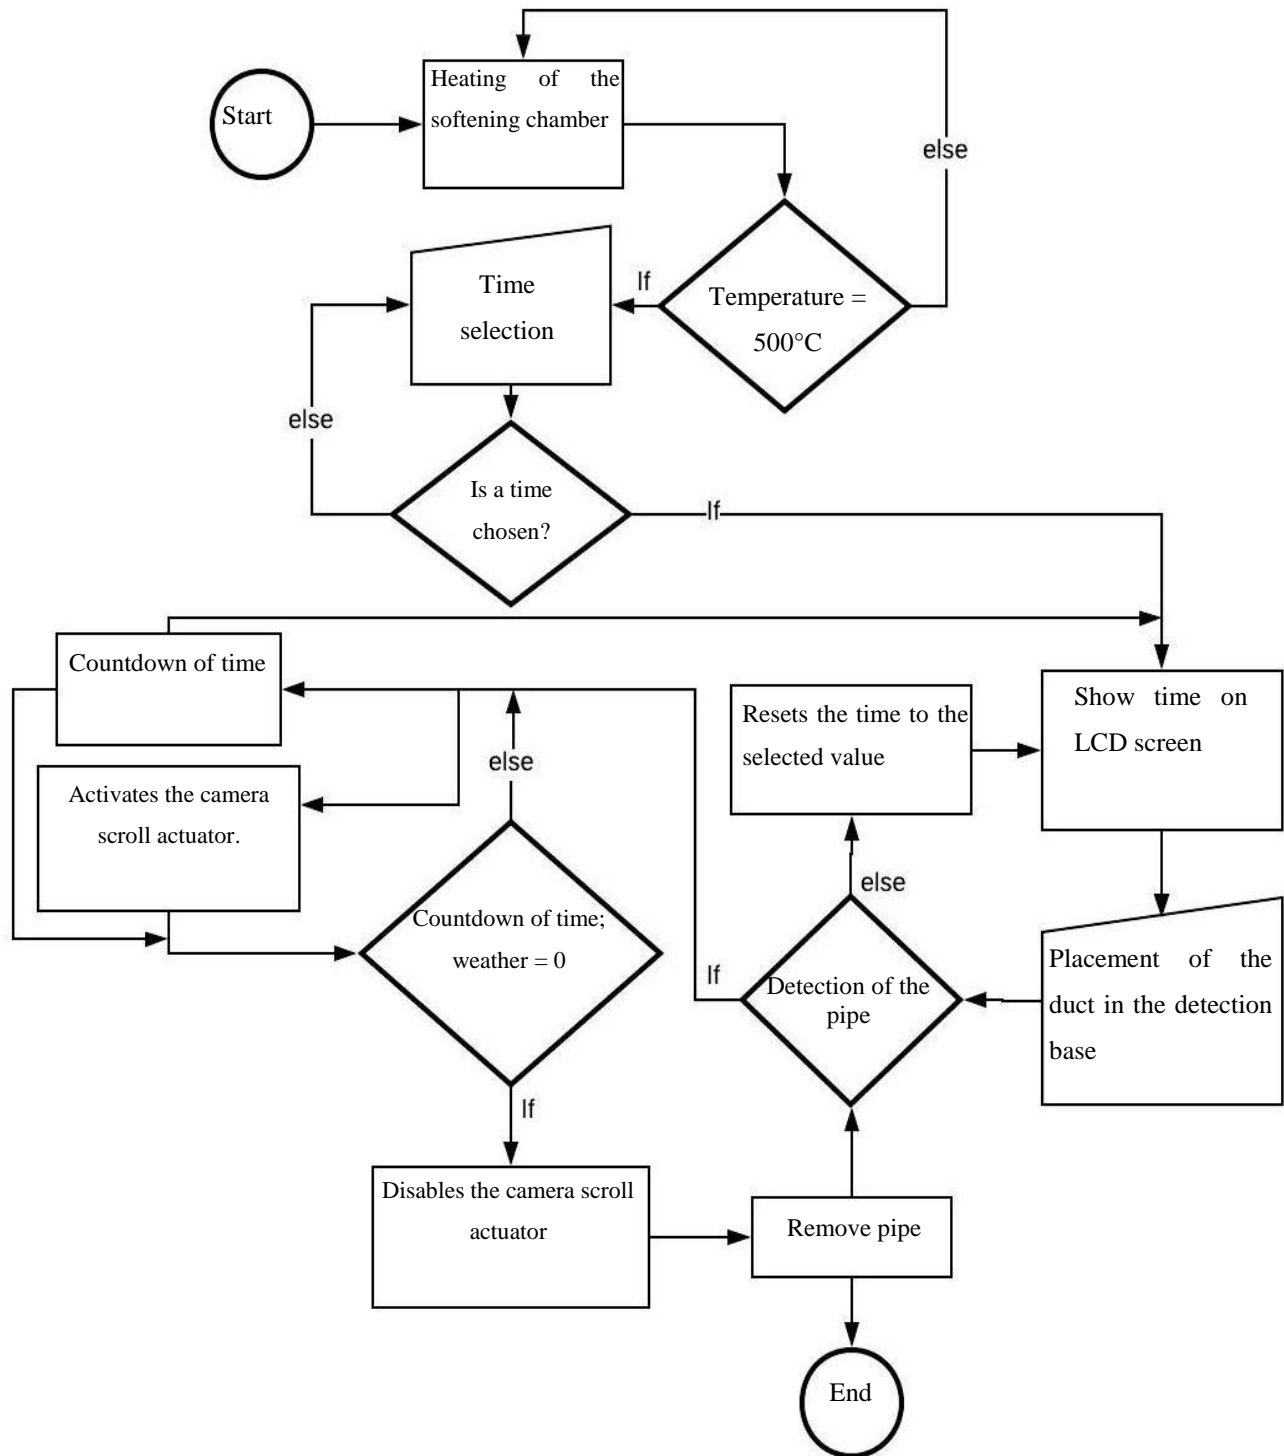 Start
Heating of the
softening chamber
else
Temperature =
500°C
If
Time
selection
else
Is a time
chosen?
If
Countdown of time
Activates the camera
scroll actuator.
else
Countdown of time;
weather = 0
If
Resets the time to the
selected value
Show time on
LCD screen
else
Detection of the
pipe
If
Placement of the
duct in the detection
base
Disables the camera scroll
actuator
Remove pipe
End